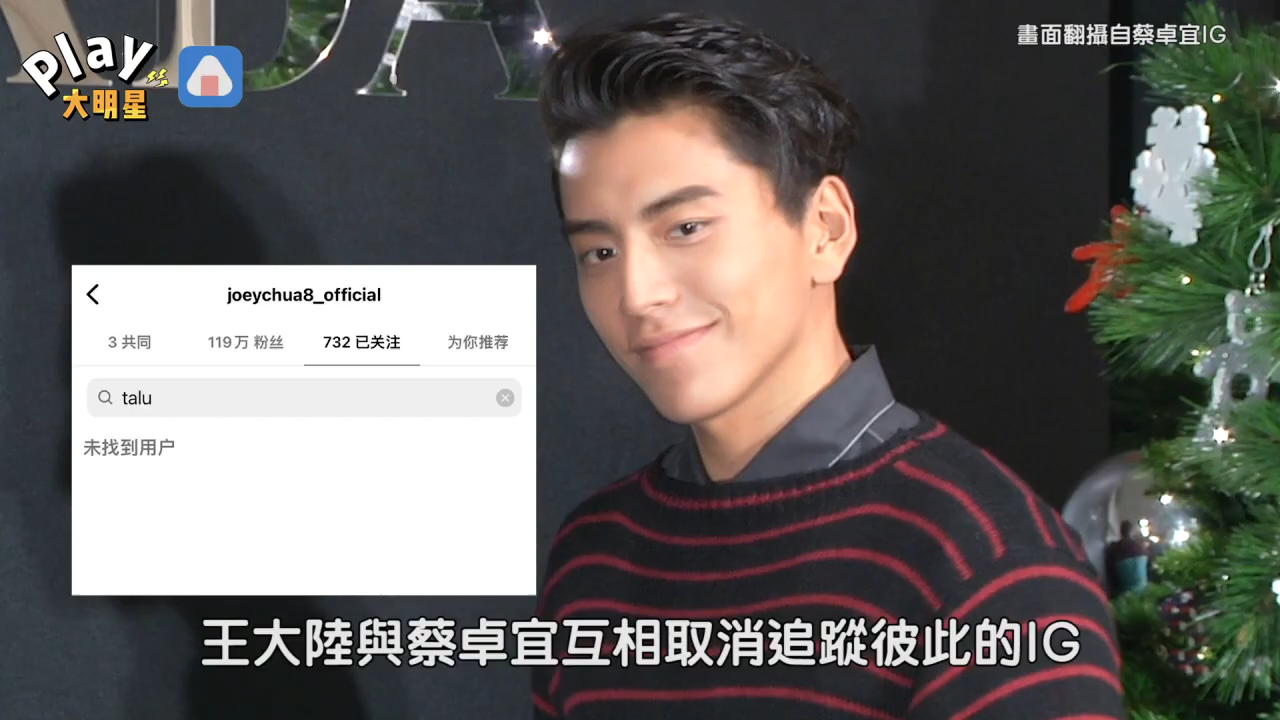 Play
大明星
畫面翻攝自蔡卓宜IG
DA
joeychua8_official
3 共同
119万 粉丝
732 已关注
为你推荐
talu
未找到用户
王大陸與蔡卓宜互相取消追蹤彼此的IG